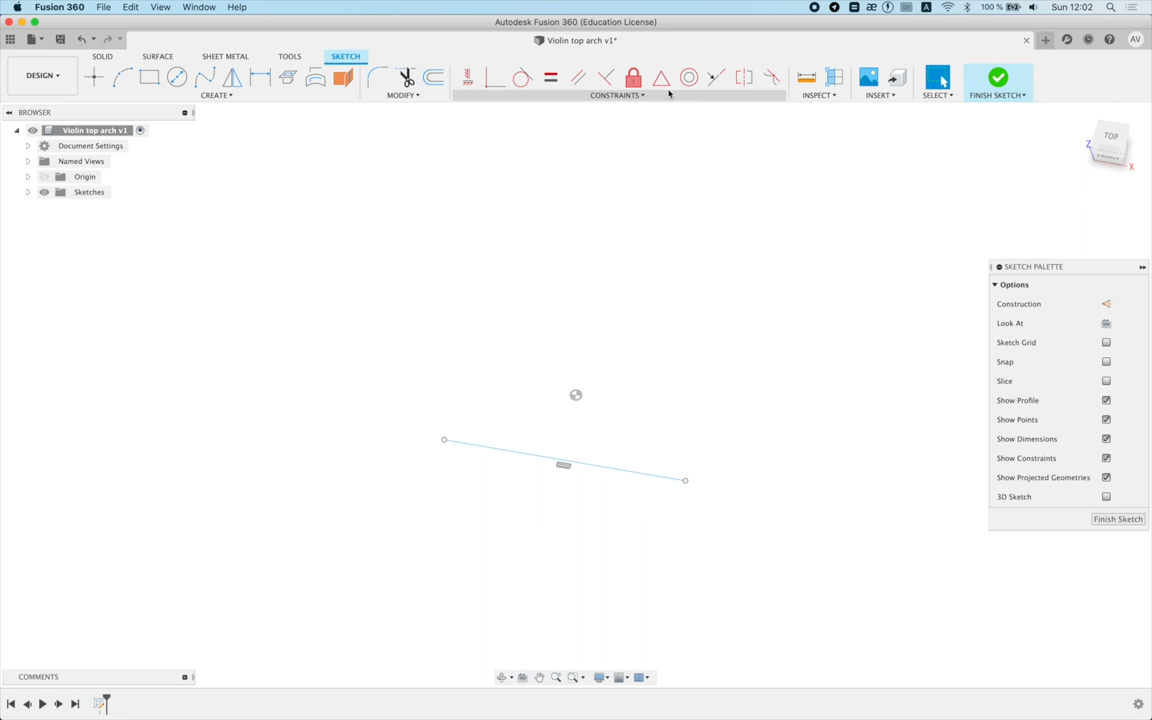 Fusion 360 File Edit View Window Help 100 % Sun 12:02
Autodesk Fusion 360 (Education License)
Violin top arch v1* AV
SOLID SURFACE SHEET METAL TOOLS SKETCH
DESIGN
CREATE MODIFY CONSTRAINTS INSPECT INSERT SELECT FINISH SKETCH
BROWSER
Violin top arch v1
Document Settings
Named Views
Origin
Sketches
TOP
FRONT
Z
X
SKETCH PALETTE
Options
Construction
Look At
Sketch Grid
Snap
Slice
Show Profile
Show Points
Show Dimensions
Show Constraints
Show Projected Geometries
3D Sketch
Finish Sketch
COMMENTS